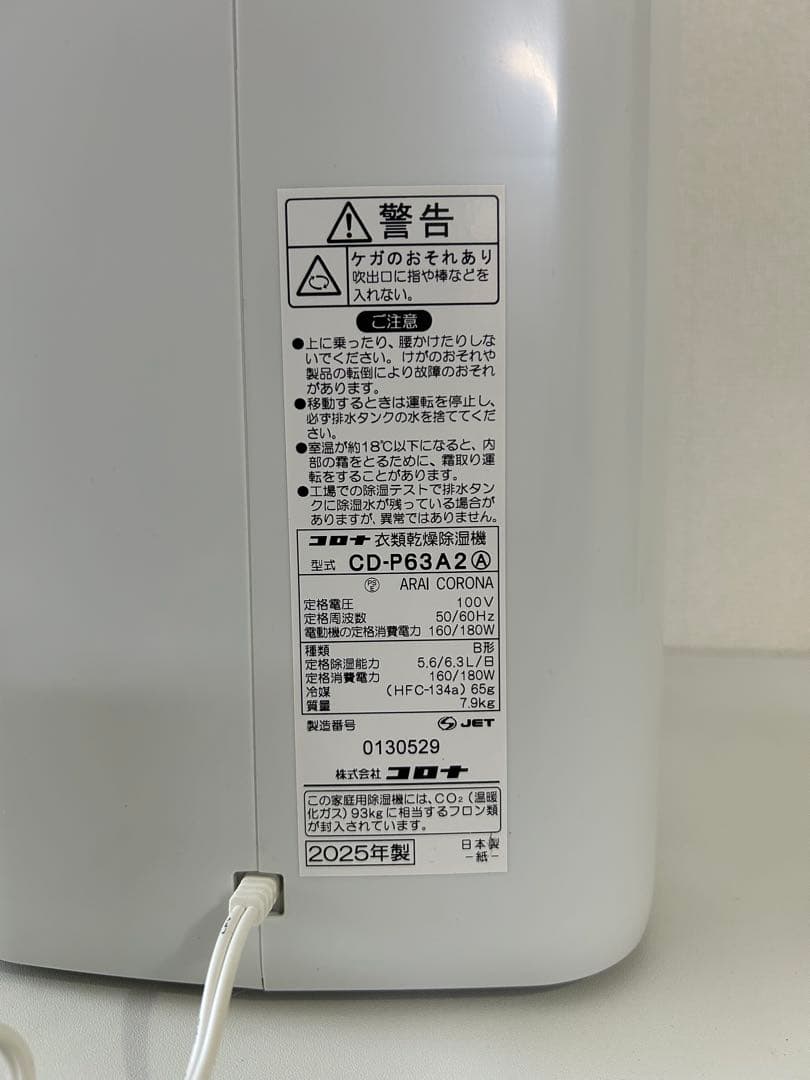 警告
ケガのおそれあり
吹出口に指や棒などを
入れない。
ご注意
●上に乗ったり、腰かけたりしな
いでください。けがのおそれや
製品の転倒により故障のおそれ
があります。
●移動するときは運転を停止し、
必ず排水タンクの水を捨ててくだ
さい。
●室温が約18℃以下になると、内
部の霜をとるために、霜取り運
転をすることがあります。
●工場での除湿テストで排水タン
クに除湿水が残っている場合が
ありますが、異常ではありません。
コロナ 衣類乾燥除湿機
型式 CD-P63A2Ⓐ
PSE ARAI CORONA
定格電圧 100V
定格周波数 50/60Hz
電動機の定格消費電力 160/180W
種類 B形
定格除湿能力 5.6/6.3L/日
定格消費電力 160/180W
冷媒 (HFC-134a) 65g
質量 7.9kg
製造番号 S JET
0130529
株式会社 コロナ
この家庭用除湿機には、CO₂(温暖
化ガス)93kgに相当するフロン類
が封入されています。
2025年製 日本製
-紙-